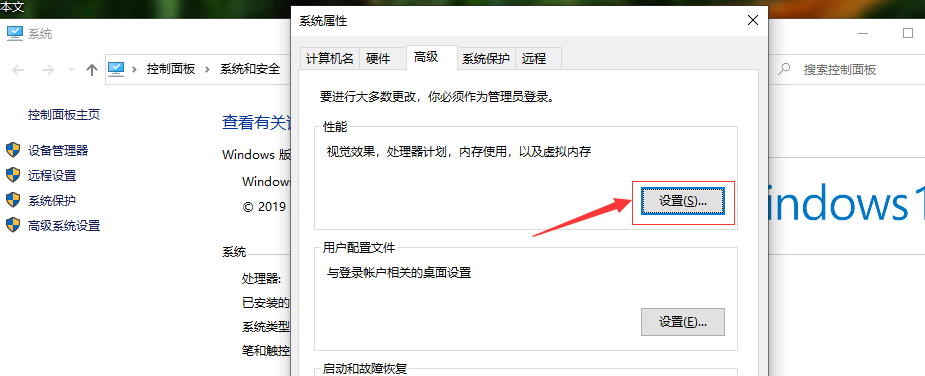 本文
系统
系统属性
计算机名 硬件 高级 系统保护 远程
控制面板 系统和安全
搜索控制面板
要进行大多数更改，你必须作为管理员登录。
控制面板主页
查看有关
性能
设备管理器
视觉效果，处理器计划，内存使用，以及虚拟内存
Windows 版
远程设置
Windows
系统保护
© 2019
设置(S)...
indows1
高级系统设置
用户配置文件
系统
与登录帐户相关的桌面设置
处理器:
已安装的
系统类型
设置(E)...
笔和触控
启动和故障恢复